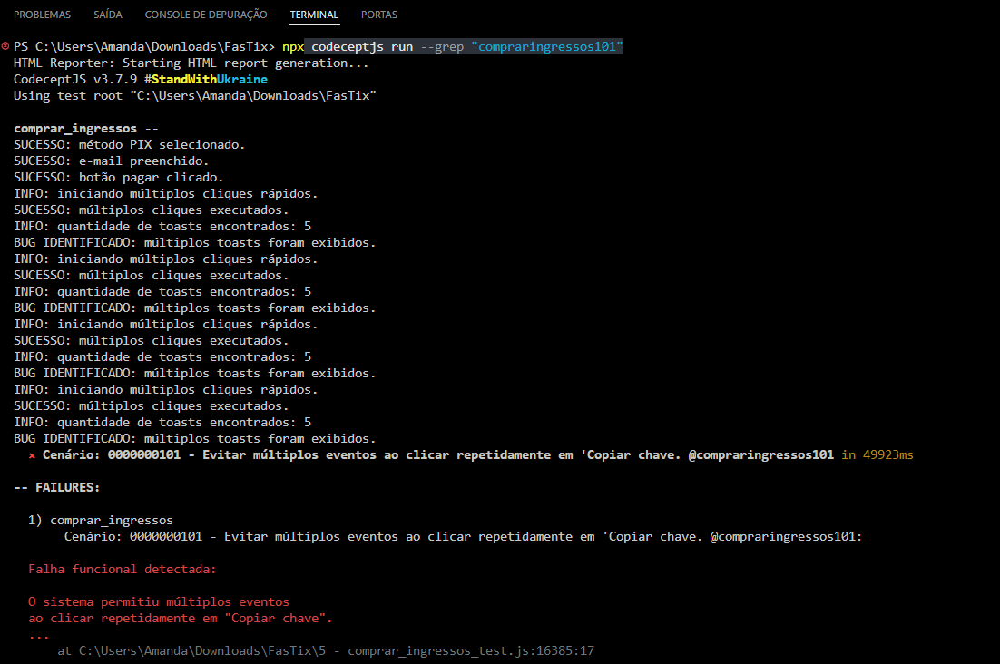 PROBLEMAS SAÍDA CONSOLE DE DEPURAÇÃO TERMINAL PORTAS
PS C:\Users\Amanda\Downloads\FasTix> npx codeceptjs run --grep "compraringressos101"
HTML Reporter: Starting HTML report generation...
CodeceptJS v3.7.9 #StandWithUkraine
Using test root "C:\Users\Amanda\Downloads\FasTix"
comprar_ingressos --
SUCESSO: método PIX selecionado.
SUCESSO: e-mail preenchido.
SUCESSO: botão pagar clicado.
INFO: iniciando múltiplos cliques rápidos.
SUCESSO: múltiplos cliques executados.
INFO: quantidade de toasts encontrados: 5
BUG IDENTIFICADO: múltiplos toasts foram exibidos.
INFO: iniciando múltiplos cliques rápidos.
SUCESSO: múltiplos cliques executados.
INFO: quantidade de toasts encontrados: 5
BUG IDENTIFICADO: múltiplos toasts foram exibidos.
INFO: iniciando múltiplos cliques rápidos.
SUCESSO: múltiplos cliques executados.
INFO: quantidade de toasts encontrados: 5
BUG IDENTIFICADO: múltiplos toasts foram exibidos.
INFO: iniciando múltiplos cliques rápidos.
SUCESSO: múltiplos cliques executados.
INFO: quantidade de toasts encontrados: 5
BUG IDENTIFICADO: múltiplos toasts foram exibidos.
× Cenário: 0000000101 - Evitar múltiplos eventos ao clicar repetidamente em 'Copiar chave. @compraringressos101 in 49923ms
-- FAILURES:
1) comprar_ingressos
Cenário: 0000000101 - Evitar múltiplos eventos ao clicar repetidamente em 'Copiar chave. @compraringressos101:
Falha funcional detectada:
O sistema permitiu múltiplos eventos
ao clicar repetidamente em "Copiar chave".
...
at C:\Users\Amanda\Downloads\FasTix\5 - comprar_ingressos_test.js:16385:17